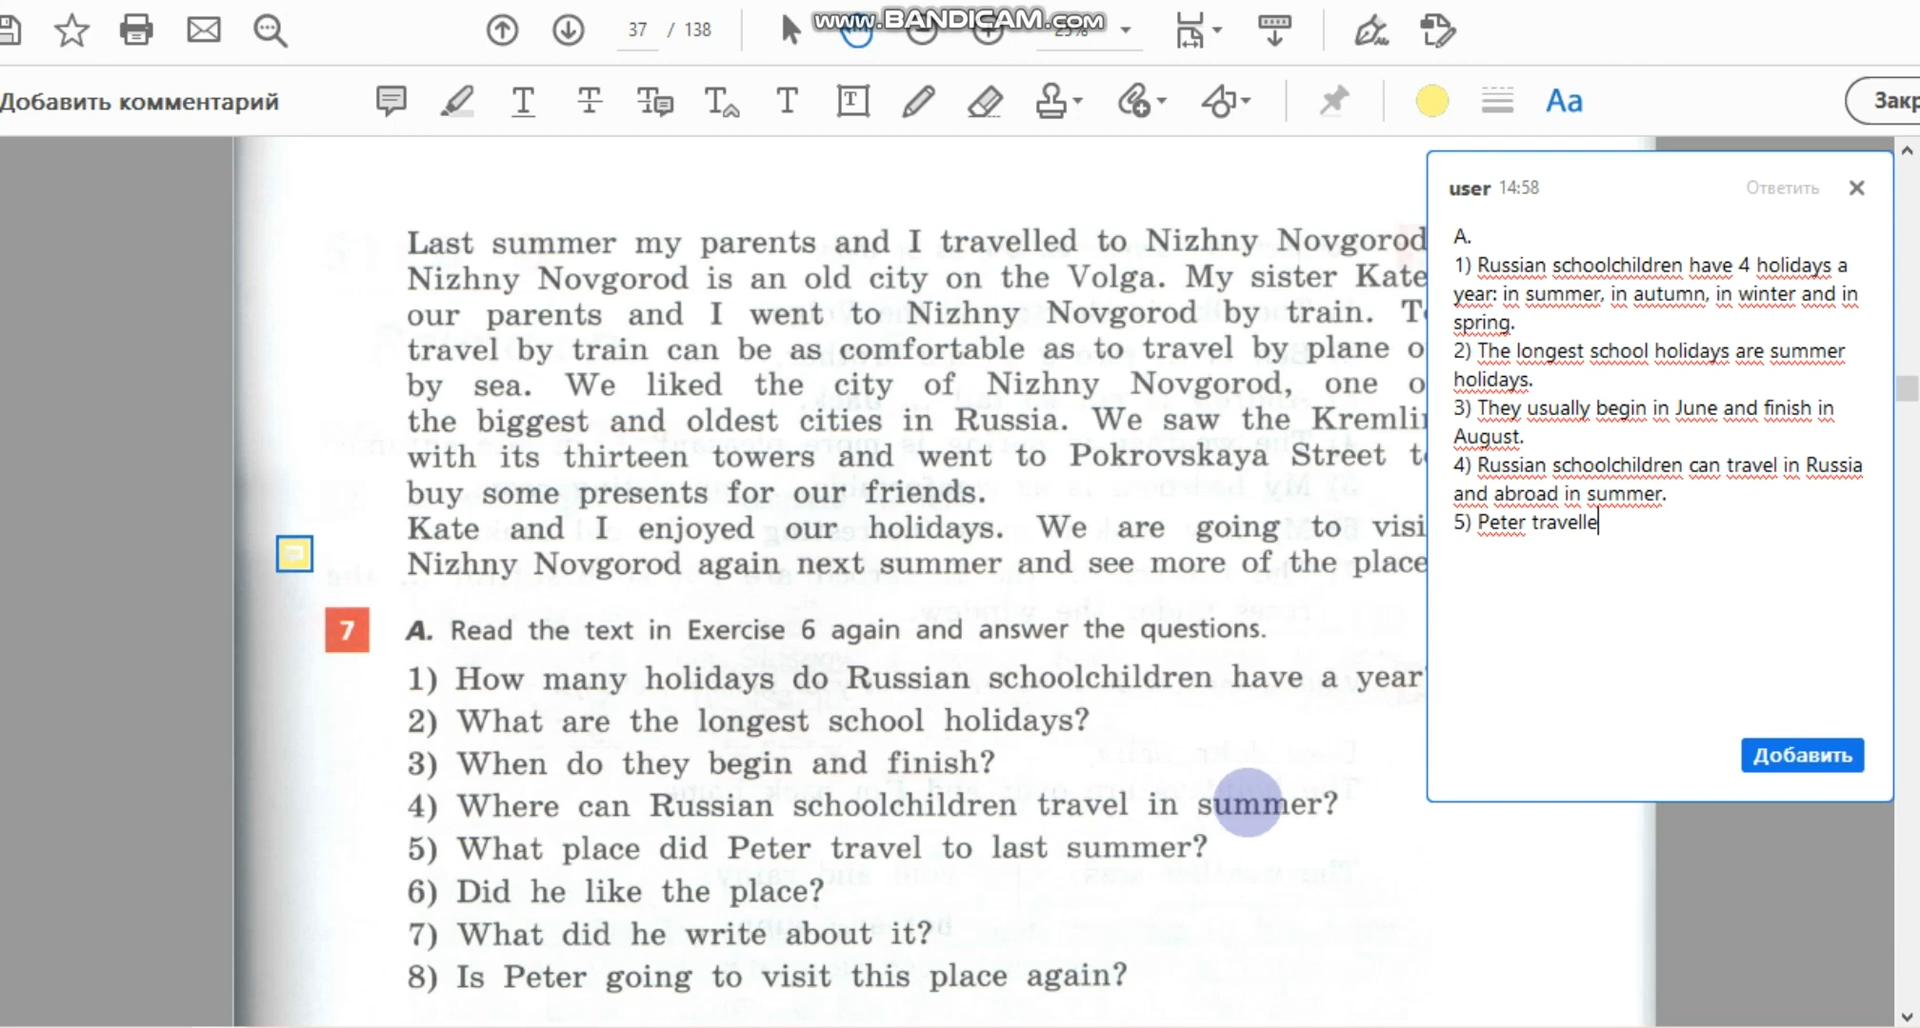 37 / 138
www.BANDICAM.com
25%
Добавить комментарий
Aa
Закр
Last summer my parents and I travelled to Nizhny Novgorod
Nizhny Novgorod is an old city on the Volga. My sister Kate
our parents and I went to Nizhny Novgorod by train. T
travel by train can be as comfortable as to travel by plane o
by sea. We liked the city of Nizhny Novgorod, one o
the biggest and oldest cities in Russia. We saw the Kremli
with its thirteen towers and went to Pokrovskaya Street t
buy some presents for our friends.
Kate and I enjoyed our holidays. We are going to visi
Nizhny Novgorod again next summer and see more of the place
7 A. Read the text in Exercise 6 again and answer the questions.
1) How many holidays do Russian schoolchildren have a year
2) What are the longest school holidays?
3) When do they begin and finish?
4) Where can Russian schoolchildren travel in summer?
5) What place did Peter travel to last summer?
6) Did he like the place?
7) What did he write about it?
8) Is Peter going to visit this place again?
user 14:58
Ответить
A.
1) Russian schoolchildren have 4 holidays a
year: in summer, in autumn, in winter and in
spring.
2) The longest school holidays are summer
holidays.
3) They usually begin in June and finish in
August.
4) Russian schoolchildren can travel in Russia
and abroad in summer.
5) Peter travelle
Добавить